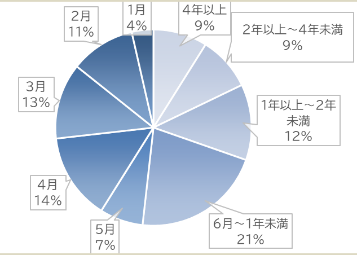 1月
4%
4年以上
9%
2年以上～4年未満
9%
1年以上～2年
未満
12%
6月～1年未満
21%
5月
7%
4月
14%
3月
13%
2月
11%